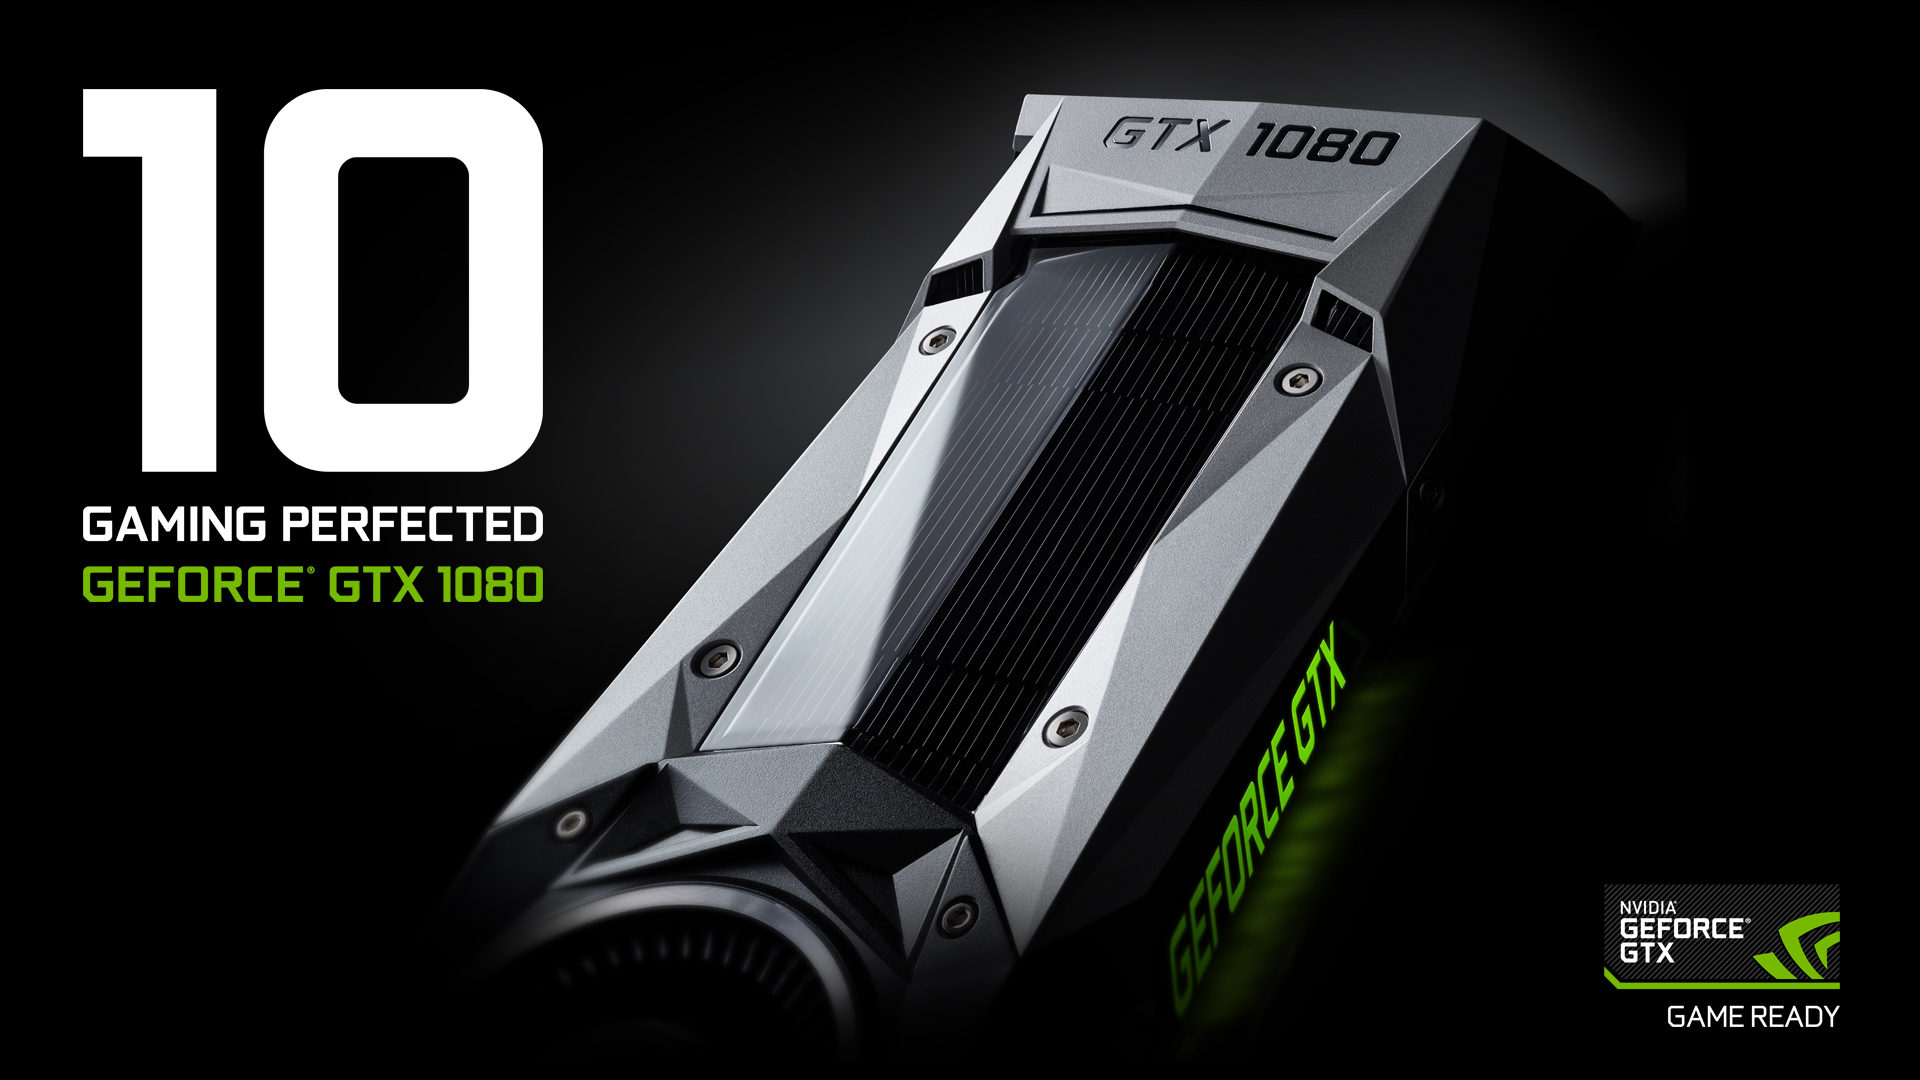 10
GAMING PERFECTED
GEFORCE® GTX 1080
GTX 1080
GEFORCE GTX
NVIDIA®
GEFORCE®
GTX
GAME READY